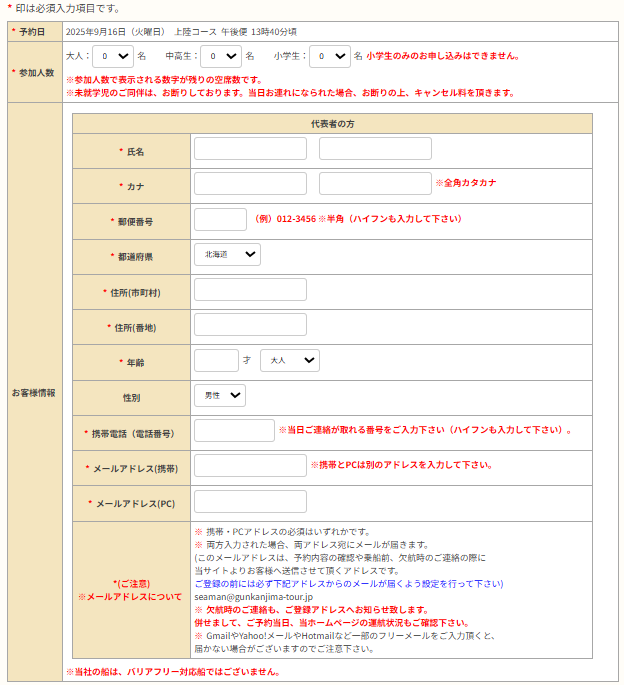 * 印は必須入力項目です。
* 予約日 2025年9月16日（火曜日） 上陸コース 午後便 13時40分頃
* 参加人数 大人： 0 名 中高生： 0 名 小学生： 0 名 小学生のみのお申し込みはできません。
※参加人数で表示される数字が残りの空席数です。
※未就学児のご同伴は、お断りしております。当日お連れになられた場合、お断りの上、キャンセル料を頂きます。
お客様情報
代表者の方
* 氏名
* カナ ※全角カタカナ
* 郵便番号 （例）012-3456 ※半角（ハイフンも入力して下さい）
* 都道府県 北海道
* 住所(市町村)
* 住所(番地)
* 年齢 才 大人
性別 男性
* 携帯電話（電話番号） ※当日ご連絡が取れる番号をご入力下さい（ハイフンも入力して下さい）。
* メールアドレス(携帯) ※携帯とPCは別のアドレスを入力して下さい。
* メールアドレス(PC)
*(ご注意)
※メールアドレスについて
※ 携帯・PCアドレスの必須はいずれかです。
※ 両方入力された場合、両アドレス宛にメールが届きます。
(このメールアドレスは、予約内容の確認や乗船前、欠航時のご連絡の際に
当サイトよりお客様へ送信させて頂くアドレスです。
ご登録の前には必ず下記アドレスからのメールが届くよう設定を行って下さい)
seaman@gunkanjima-tour.jp
※ 欠航時のご連絡も、ご登録アドレスへお知らせ致します。
併せまして、ご予約当日、当ホームページの運航状況もご確認下さい。
※ GmailやYahoo!メールやHotmailなど一部のフリーメールをご入力頂くと、
届かない場合がございますのでご注意下さい。
※当社の船は、バリアフリー対応船ではございません。